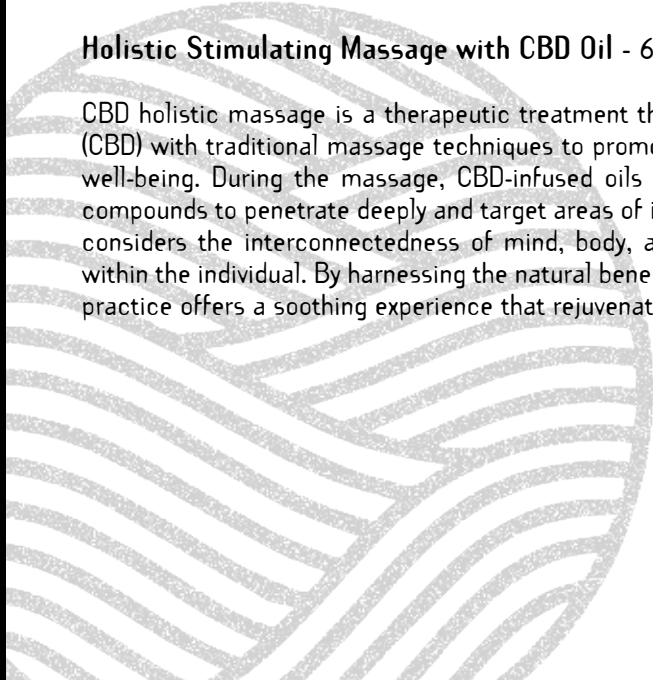 Holistic Stimulating Massage with CBD Oil - 6
CBD holistic massage is a therapeutic treatment th
(CBD) with traditional massage techniques to promo
well-being. During the massage, CBD-infused oils
compounds to penetrate deeply and target areas of i
considers the interconnectedness of mind, body, a
within the individual. By harnessing the natural bene
practice offers a soothing experience that rejuvenat